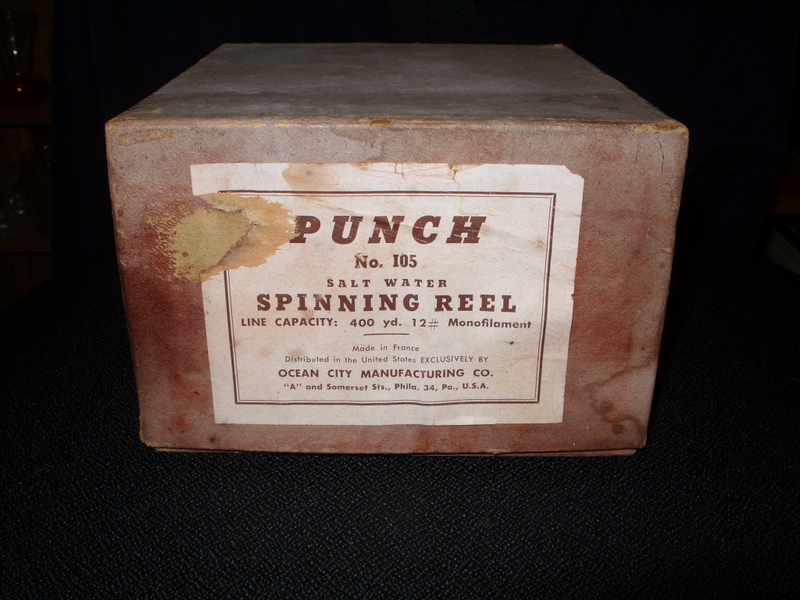 PUNCH
No. 105
SALT WATER
SPINNING REEL
LINE CAPACITY: 400 yd. 12# Monofilament
Made in France
Distributed in the United States EXCLUSIVELY BY
OCEAN CITY MANUFACTURING CO.
"A" and Somerset Sts., Phila. 34, Pa., U.S.A.